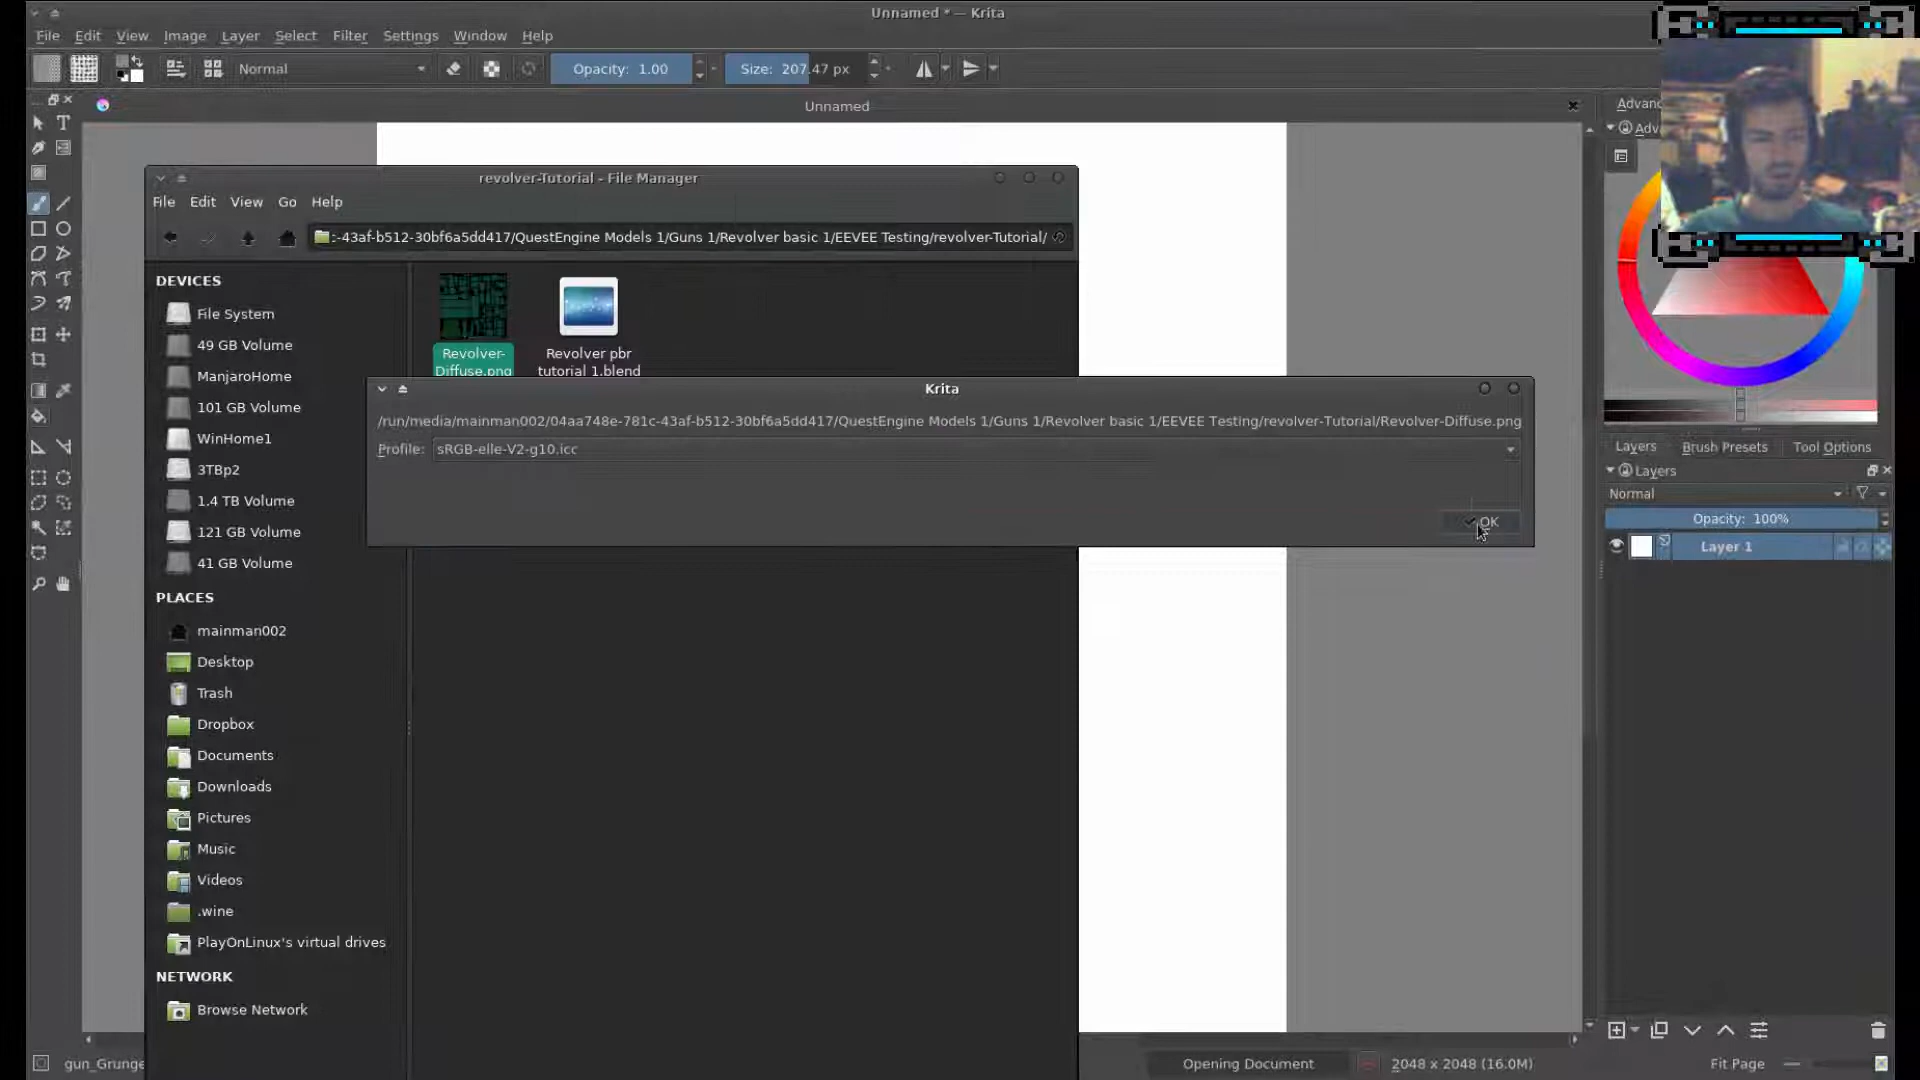 Unnamed * — Krita
File Edit View Image Layer Select Filter Settings Window Help
Normal
Opacity: 1.00
Size: 207.47 px
Unnamed
revolver-Tutorial - File Manager
File Edit View Go Help
:-43af-b512-30bf6a5dd417/QuestEngine Models 1/Guns 1/Revolver basic 1/EEVEE Testing/revolver-Tutorial/
DEVICES
File System
49 GB Volume
ManjaroHome
101 GB Volume
WinHome1
3TBp2
1.4 TB Volume
121 GB Volume
41 GB Volume
PLACES
mainman002
Desktop
Trash
Dropbox
Documents
Downloads
Pictures
Music
Videos
.wine
PlayOnLinux's virtual drives
NETWORK
Browse Network
Revolver-
Diffuse.png
Revolver pbr
tutorial 1.blend
Krita
/run/media/mainman002/04aa748e-781c-43af-b512-30bf6a5dd417/QuestEngine Models 1/Guns 1/Revolver basic 1/EEVEE Testing/revolver-Tutorial/Revolver-Diffuse.png
Profile: sRGB-elle-V2-g10.icc
OK
Advan
Adv
Layers Brush Presets Tool Options
Layers
Normal
Opacity: 100%
Layer 1
gun_Grunge
Opening Document
2048 x 2048 (16.0M)
Fit Page